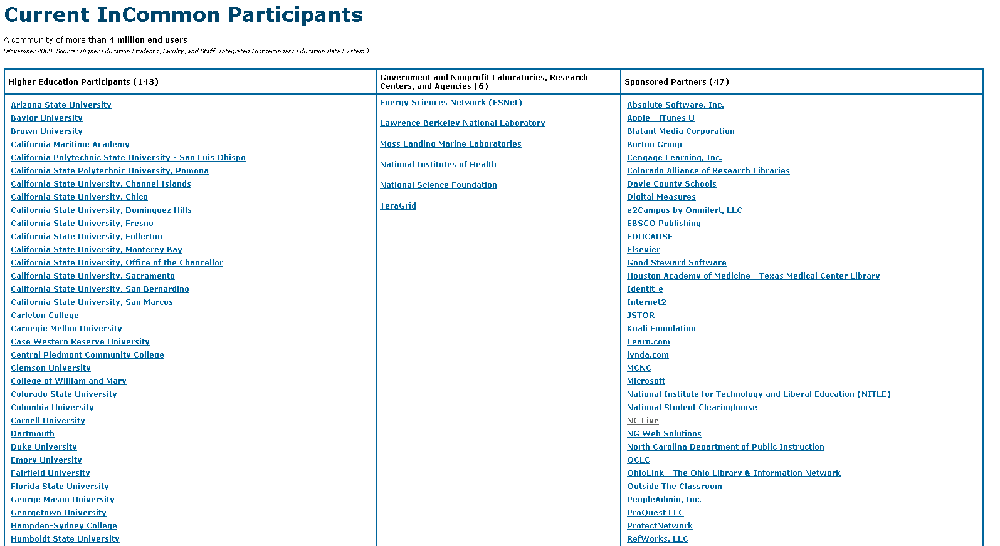 Current InCommon Participants
A community of more than 4 million end users.
(November 2009. Source: Higher Education Students, Faculty, and Staff, Integrated Postsecondary Education Data System.)
Higher Education Participants (143)
Arizona State University
Baylor University
Brown University
California Maritime Academy
California Polytechnic State University - San Luis Obispo
California State Polytechnic University, Pomona
California State University, Channel Islands
California State University, Chico
California State University, Dominguez Hills
California State University, Fresno
California State University, Fullerton
California State University, Monterey Bay
California State University, Office of the Chancellor
California State University, Sacramento
California State University, San Bernardino
California State University, San Marcos
Carleton College
Carnegie Mellon University
Case Western Reserve University
Central Piedmont Community College
Clemson University
College of William and Mary
Colorado State University
Columbia University
Cornell University
Dartmouth
Duke University
Emory University
Fairfield University
Florida State University
George Mason University
Georgetown University
Hampden-Sydney College
Humboldt State University
Government and Nonprofit Laboratories, Research
Centers, and Agencies (6)
Energy Sciences Network (ESNet)
Lawrence Berkeley National Laboratory
Moss Landing Marine Laboratories
National Institutes of Health
National Science Foundation
TeraGrid
Sponsored Partners (47)
Absolute Software, Inc.
Apple - iTunes U
Blatant Media Corporation
Burton Group
Cengage Learning, Inc.
Colorado Alliance of Research Libraries
Davie County Schools
Digital Measures
e2Campus by Omnilert, LLC
EBSCO Publishing
EDUCAUSE
Elsevier
Good Steward Software
Houston Academy of Medicine - Texas Medical Center Library
Identit-e
Internet2
JSTOR
Kuali Foundation
Learn.com
lynda.com
MCNC
Microsoft
National Institute for Technology and Liberal Education (NITLE)
National Student Clearinghouse
NC Live
NG Web Solutions
North Carolina Department of Public Instruction
OCLC
OhioLink - The Ohio Library & Information Network
Outside The Classroom
PeopleAdmin, Inc.
ProQuest LLC
ProtectNetwork
RefWorks, LLC